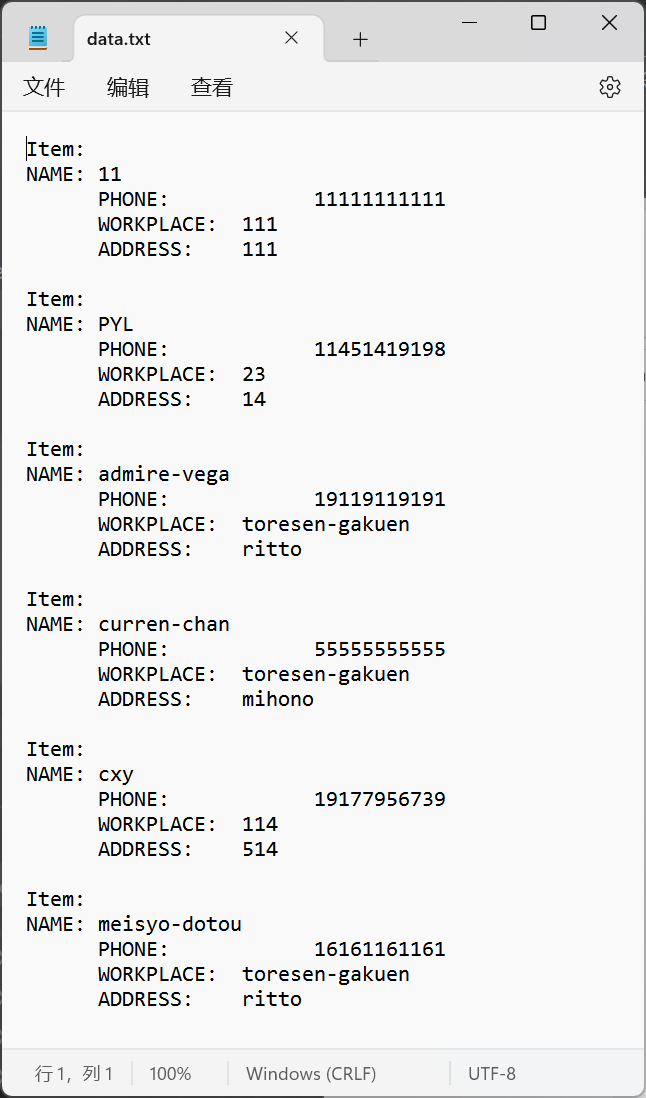 data.txt
文件 编辑 查看
Item:
NAME: 11
PHONE: 11111111111
WORKPLACE: 111
ADDRESS: 111
Item:
NAME: PYL
PHONE: 11451419198
WORKPLACE: 23
ADDRESS: 14
Item:
NAME: admire-vega
PHONE: 19119119191
WORKPLACE: toresen-gakuen
ADDRESS: ritto
Item:
NAME: curren-chan
PHONE: 55555555555
WORKPLACE: toresen-gakuen
ADDRESS: mihono
Item:
NAME: cxy
PHONE: 19177956739
WORKPLACE: 114
ADDRESS: 514
Item:
NAME: meisyo-dotou
PHONE: 16161161161
WORKPLACE: toresen-gakuen
ADDRESS: ritto
行 1，列 1 100% Windows (CRLF) UTF-8